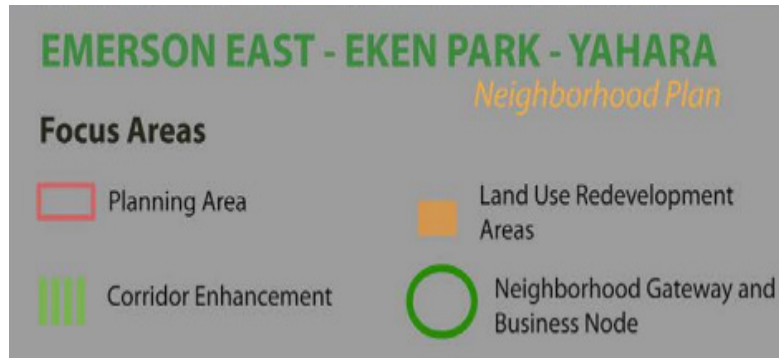 EMERSON EAST - EKEN PARK - YAHARA
Neighborhood Plan
Focus Areas
Planning Area
Land Use Redevelopment
Areas
Corridor Enhancement
Neighborhood Gateway and
Business Node